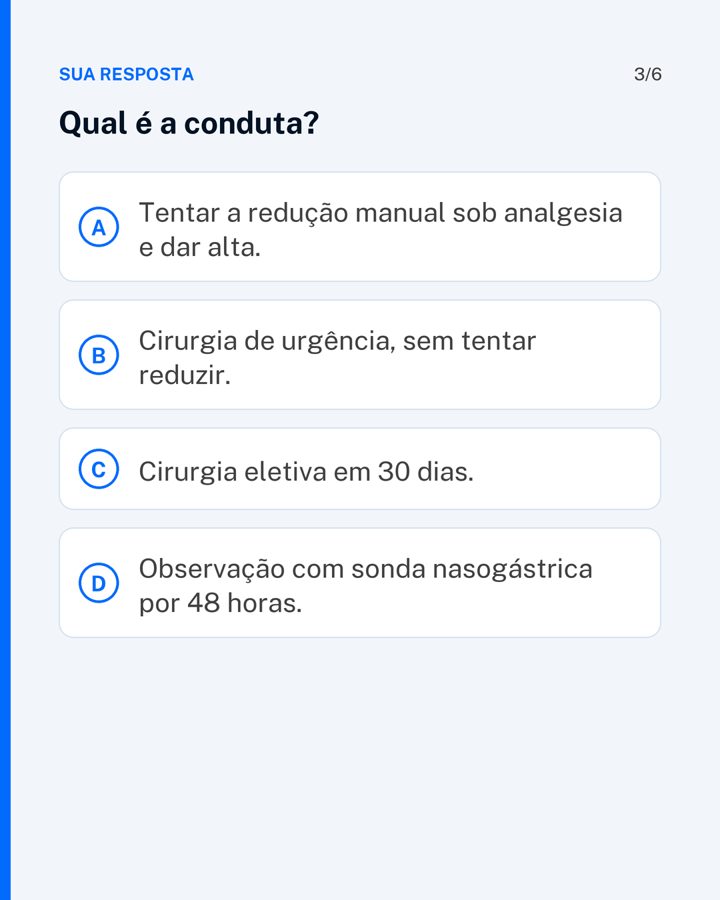 SUA RESPOSTA
3/6
Qual é a conduta?
A
Tentar a redução manual sob analgesia
e dar alta.
B
Cirurgia de urgência, sem tentar
reduzir.
C
Cirurgia eletiva em 30 dias.
D
Observação com sonda nasogástrica
por 48 horas.